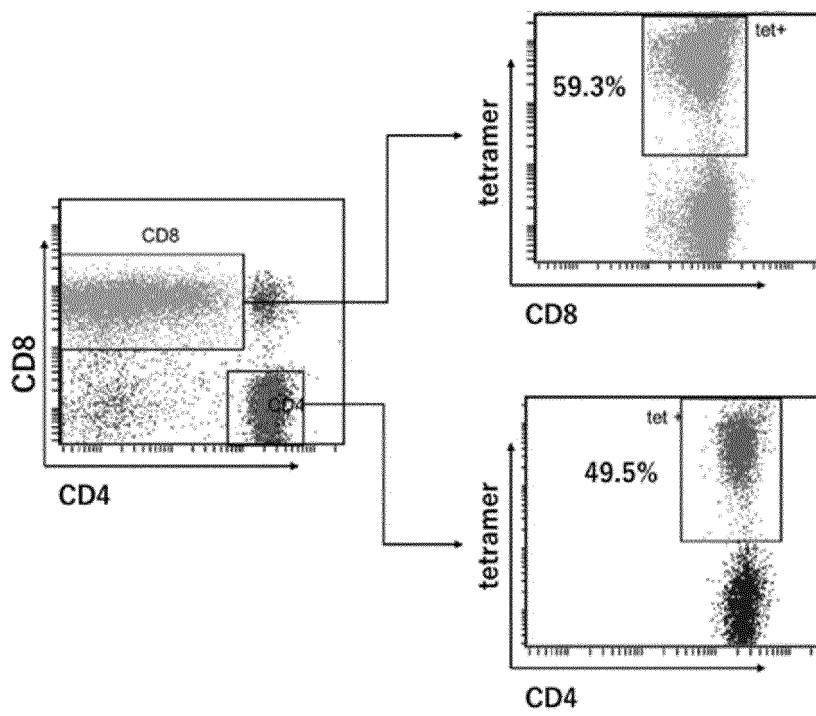 CD8
CD8
CD4
CD4
tetramer
tet+
59.3%
CD8
tetramer
tet +
49.5%
CD4